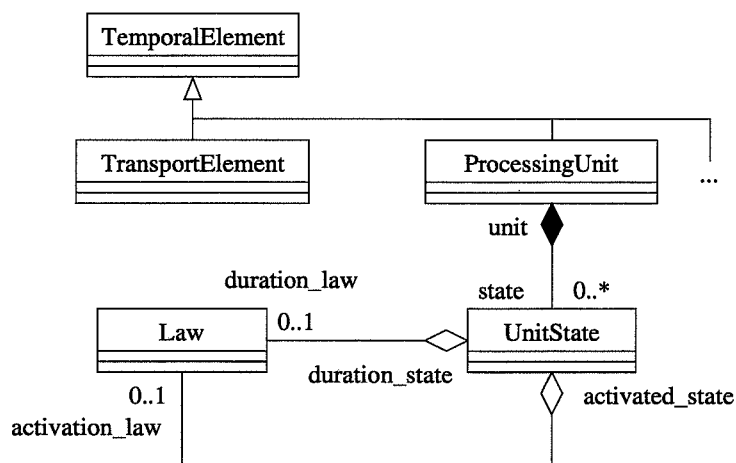 TemporalElement
TransportElement
ProcessingUnit
...
unit
duration_law
state 0..*
Law
0..1
UnitState
duration_state
0..1
activated_state
activation_law